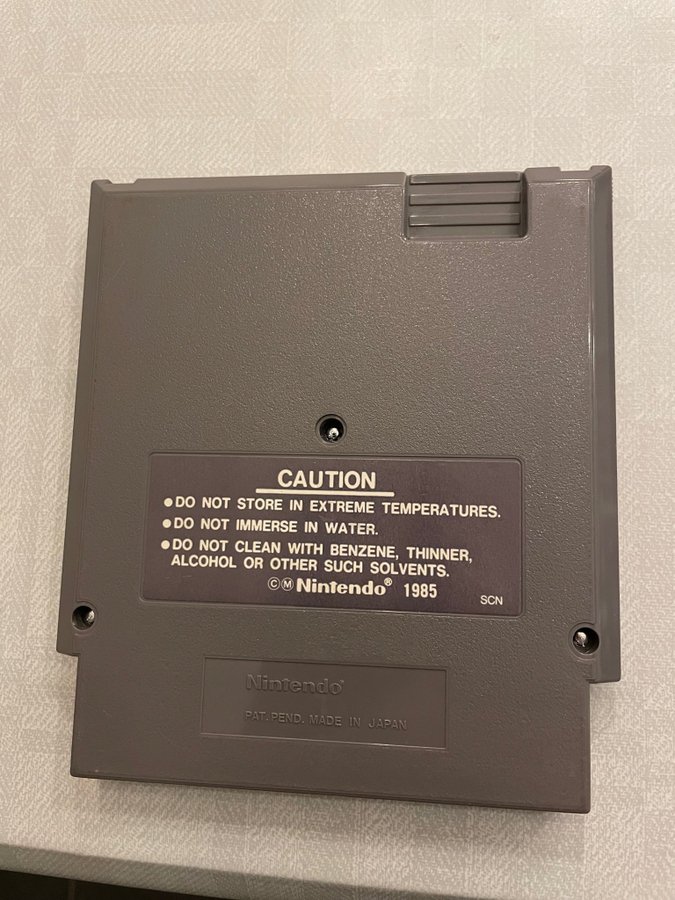 CAUTION
●DO NOT STORE IN EXTREME TEMPERATURES.
●DO NOT IMMERSE IN WATER.
●DO NOT CLEAN WITH BENZENE, THINNER,
ALCOHOL OR OTHER SUCH SOLVENTS.
©Ⓜ Nintendo® 1985
SCN
Nintendo®
PAT. PEND. MADE IN JAPAN